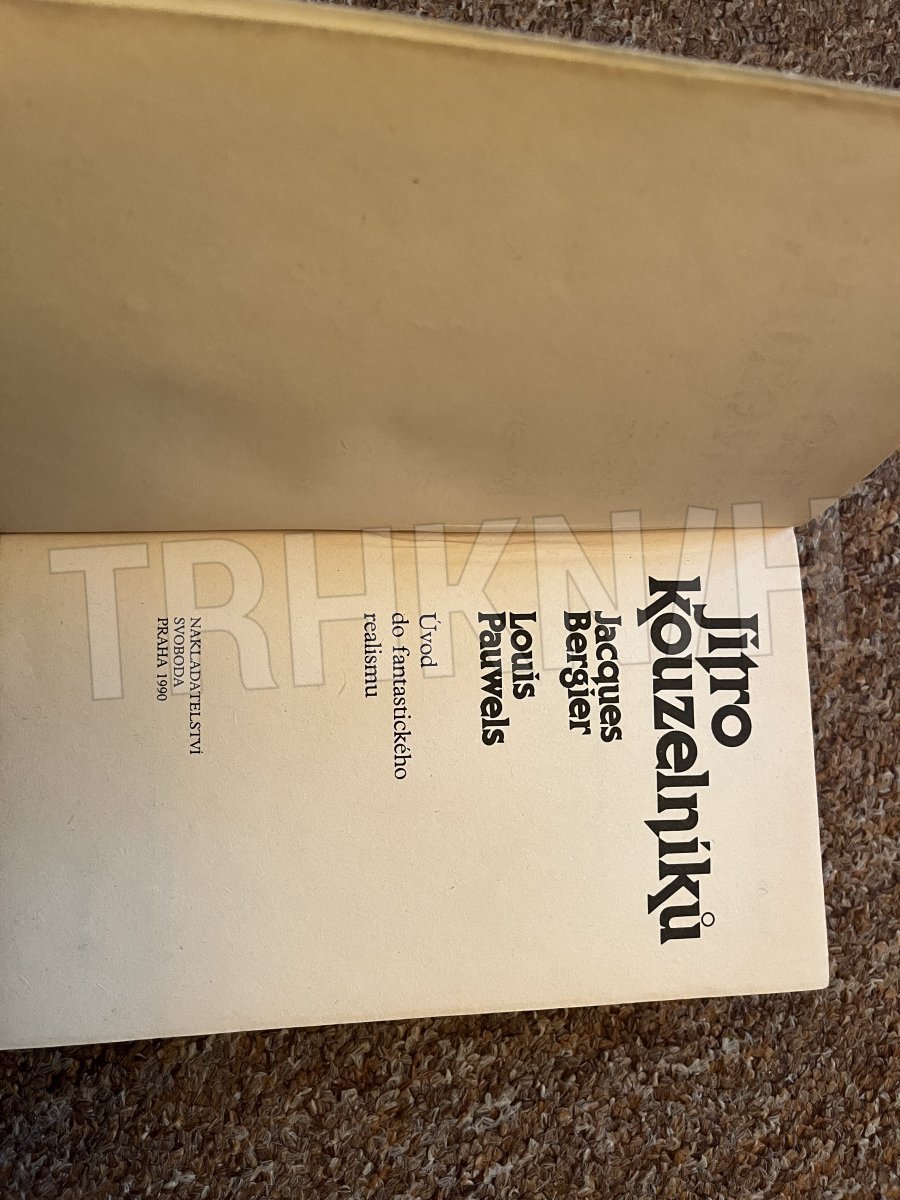 Jitro
kouzelníků
Jacques
Bergier
Louis
Pauwels
Úvod
do fantastického
realismu
NAKLADATELSTVÍ
SVOBODA
PRAHA 1990
TRHKNIH